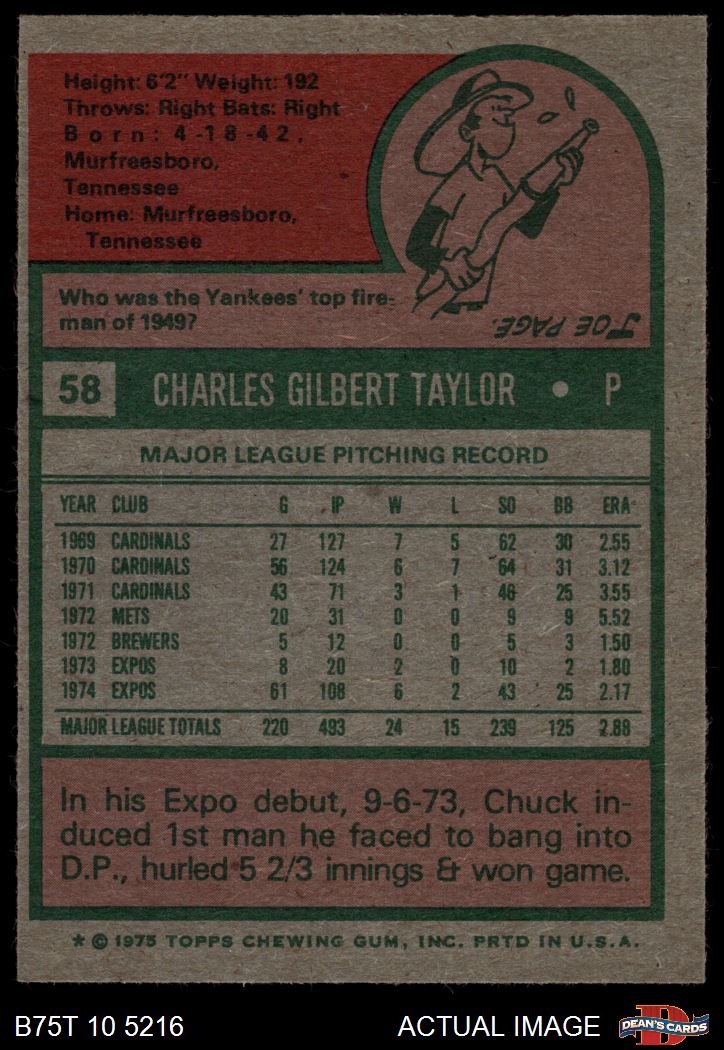 Height: 6'2" Weight: 192
Throws: Right Bats: Right
Born: 4-18-42,
Murfreesboro,
Tennessee
Home: Murfreesboro,
Tennessee
Who was the Yankees' top fire-
man of 1949?
JOE PAGE.
58 CHARLES GILBERT TAYLOR • P
MAJOR LEAGUE PITCHING RECORD
YEAR CLUB G IP W L SO BB ERA
1969 CARDINALS 27 127 7 5 62 30 2.55
1970 CARDINALS 56 124 6 7 64 31 3.12
1971 CARDINALS 43 71 3 1 46 25 3.55
1972 METS 20 31 0 0 9 9 5.52
1972 BREWERS 5 12 0 0 5 3 1.50
1973 EXPOS 8 20 2 0 10 2 1.80
1974 EXPOS 61 108 6 2 43 25 2.17
MAJOR LEAGUE TOTALS 220 493 24 15 239 125 2.88
In his Expo debut, 9-6-73, Chuck in-
duced 1st man he faced to bang into
D.P., hurled 5 2/3 innings & won game.
* © 1975 TOPPS CHEWING GUM, INC. PRTD IN U.S.A.
B75T 10 5216 ACTUAL IMAGE D DEAN'S CARDS